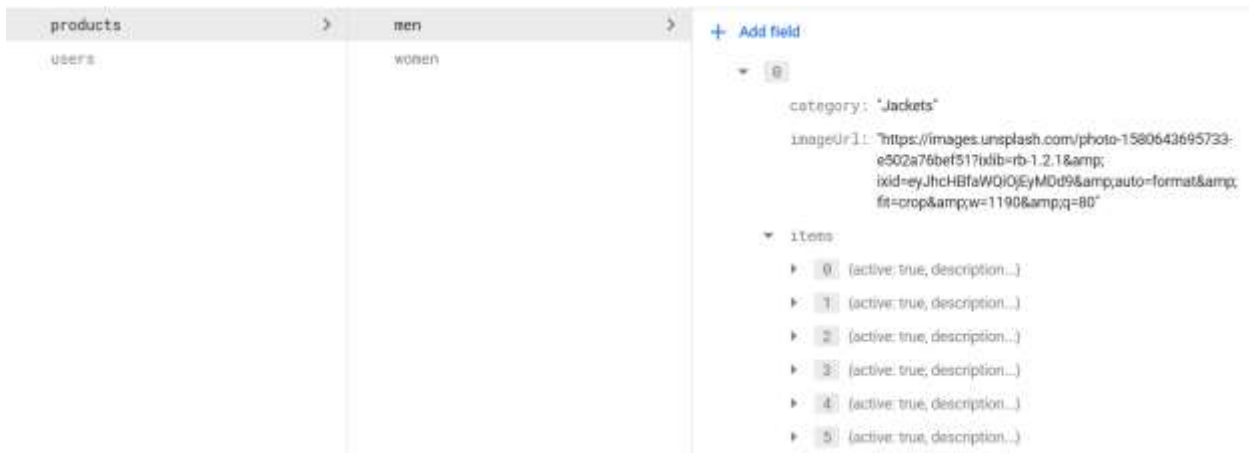 products
users
men
women
+ Add field
0
category: "Jackets"
imageUrl: "https://images.unsplash.com/photo-1580643695733-
e502a76bef51?ixlib=rb-1.2.1&amp;
ixid=eyJhcHBfaWQiOjEyMDd9&amp;auto=format&amp;
fit=crop&amp;w=1190&amp;q=80"
items
0 {active: true, description...}
1 {active: true, description...}
2 {active: true, description...}
3 {active: true, description...}
4 {active: true, description...}
5 {active: true, description...}